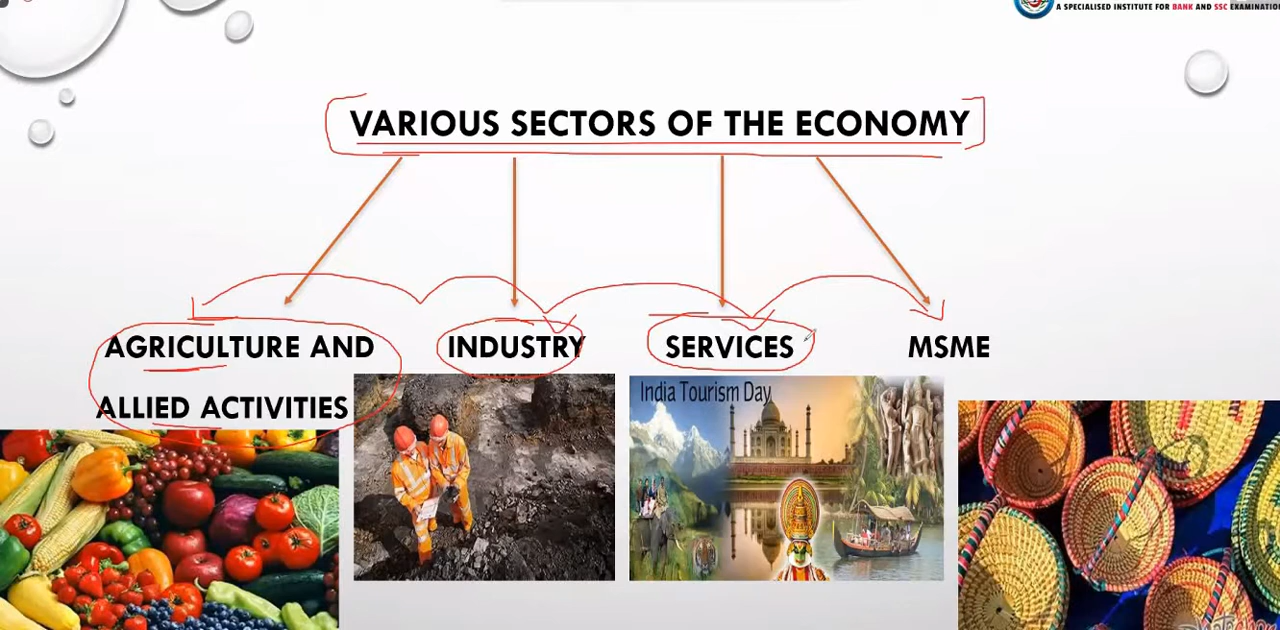 A SPECIALISED INSTITUTE FOR BANK AND SSC EXAMINATION
VARIOUS SECTORS OF THE ECONOMY
AGRICULTURE AND
ALLIED ACTIVITIES
INDUSTRY
SERVICES
MSME
India Tourism Day